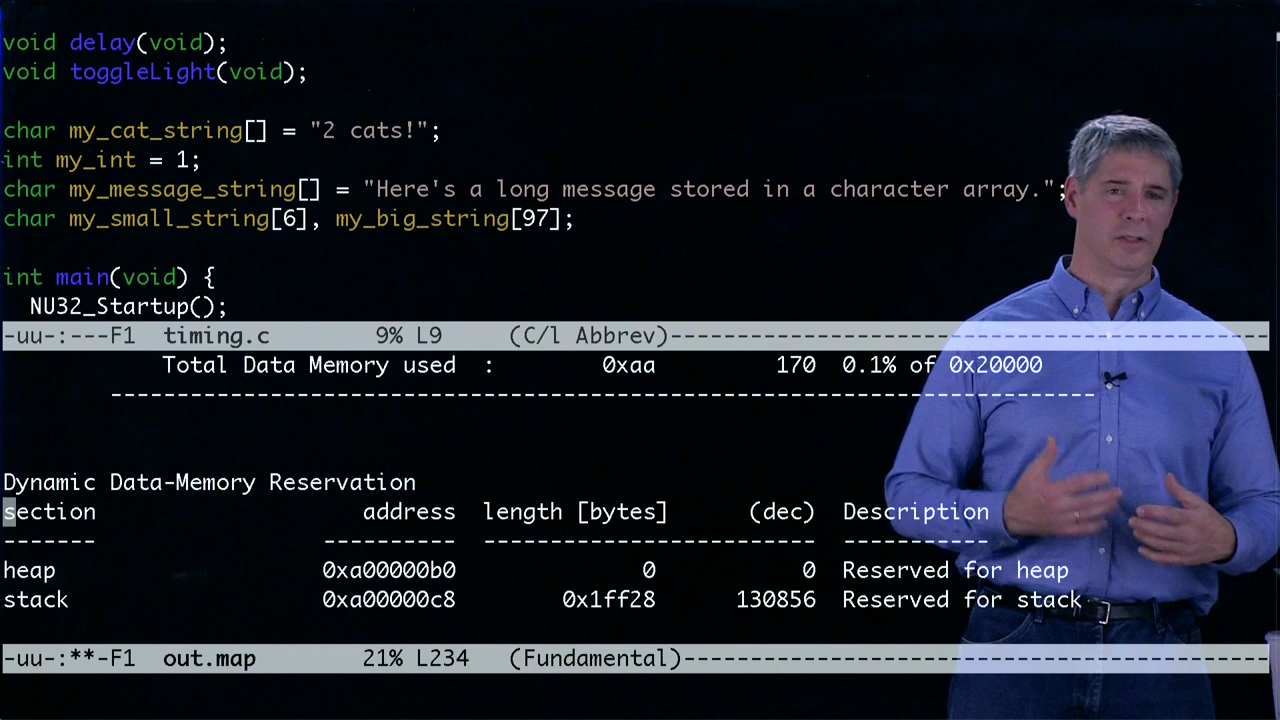 void delay(void);
void toggleLight(void);
char my_cat_string[] = "2 cats!";
int my_int = 1;
char my_message_string[] = "Here's a long message stored in a character array.";
char my_small_string[6], my_big_string[97];
int main(void) {
  NU32_Startup();
-uu-:---F1  timing.c        9% L9     (C/l Abbrev)---------------------------------------------
            Total Data Memory used  :        0xaa         170  0.1% of 0x20000
--------------------------------------------------------------------------
Dynamic Data-Memory Reservation
section                    address  length [bytes]      (dec)  Description
-------                 ----------  -------------------------  -----------
heap                    0xa00000b0              0           0  Reserved for heap
stack                   0xa00000c8        0x1ff28      130856  Reserved for stack
-uu-:**-F1  out.map        21% L234   (Fundamental)--------------------------------------------